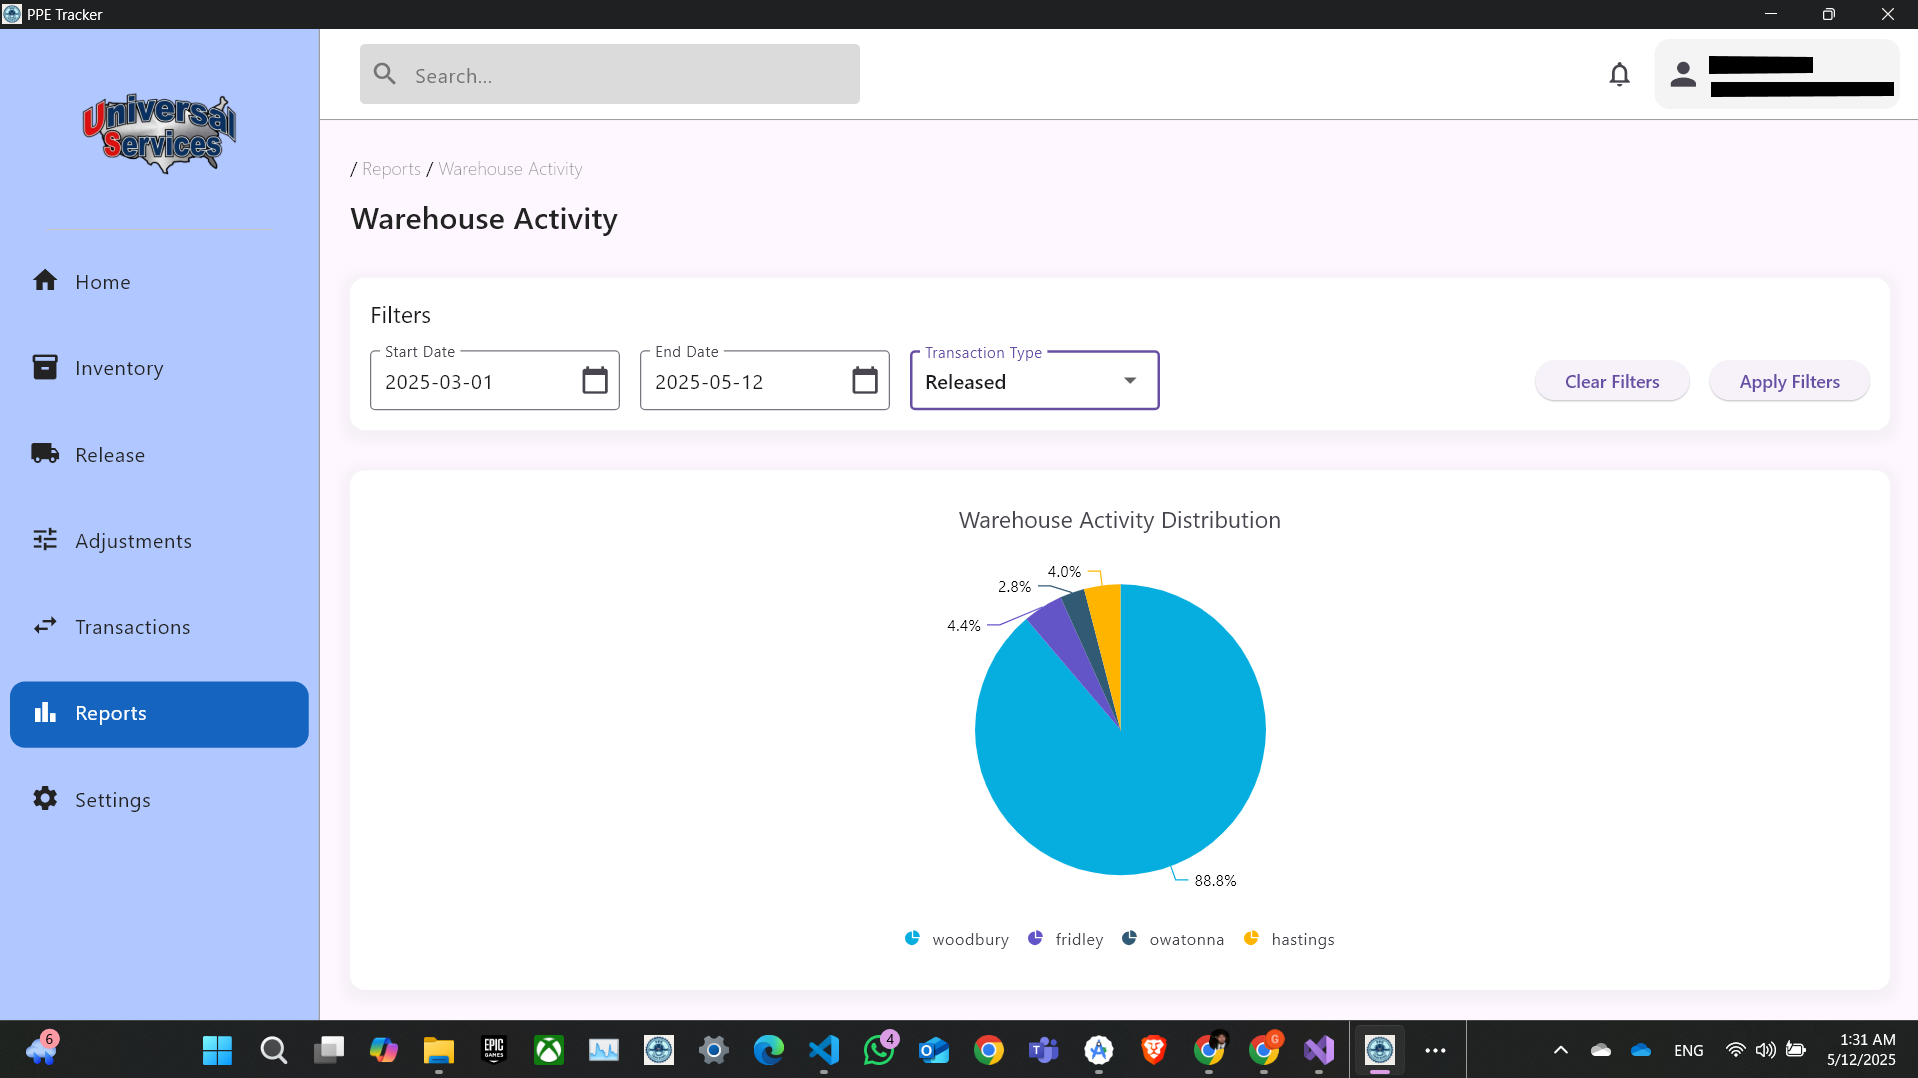 PPE Tracker
Universal
Services
Search...
/ Reports / Warehouse Activity
Warehouse Activity
Home
Inventory
Release
Adjustments
Transactions
Reports
Settings
Filters
Start Date
2025-03-01
End Date
2025-05-12
Transaction Type
Released
Clear Filters
Apply Filters
Warehouse Activity Distribution
4.0%
2.8%
4.4%
88.8%
woodbury fridley owatonna hastings
6
EPIC
GAMES
4
G
ENG
1:31 AM
5/12/2025